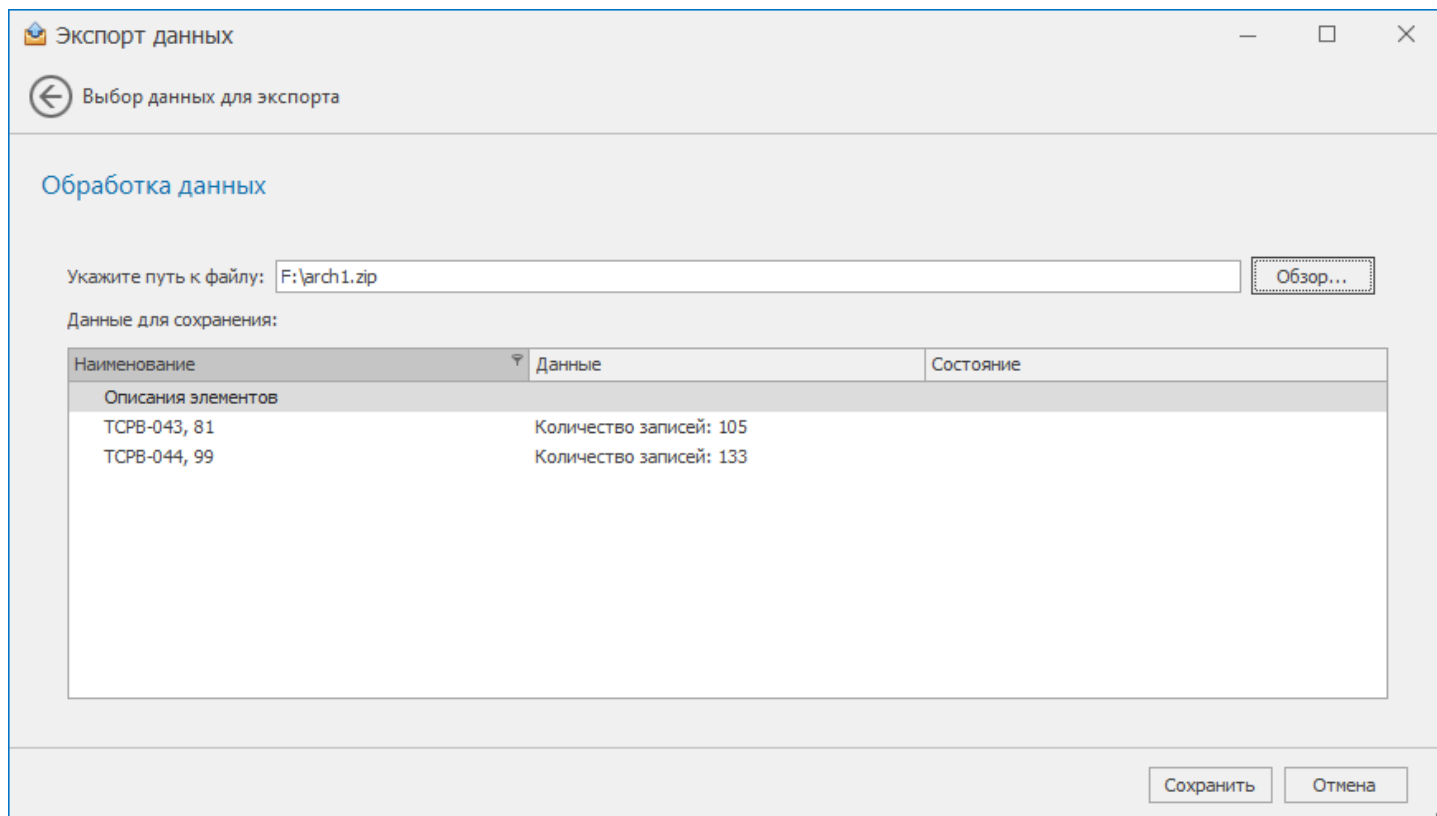 Экспорт данных
Выбор данных для экспорта
Обработка данных
Укажите путь к файлу: F:\arch1.zip Обзор...
Данные для сохранения:
Наименование Данные Состояние
Описания элементов
ТСРВ-043, 81 Количество записей: 105
ТСРВ-044, 99 Количество записей: 133
Сохранить Отмена